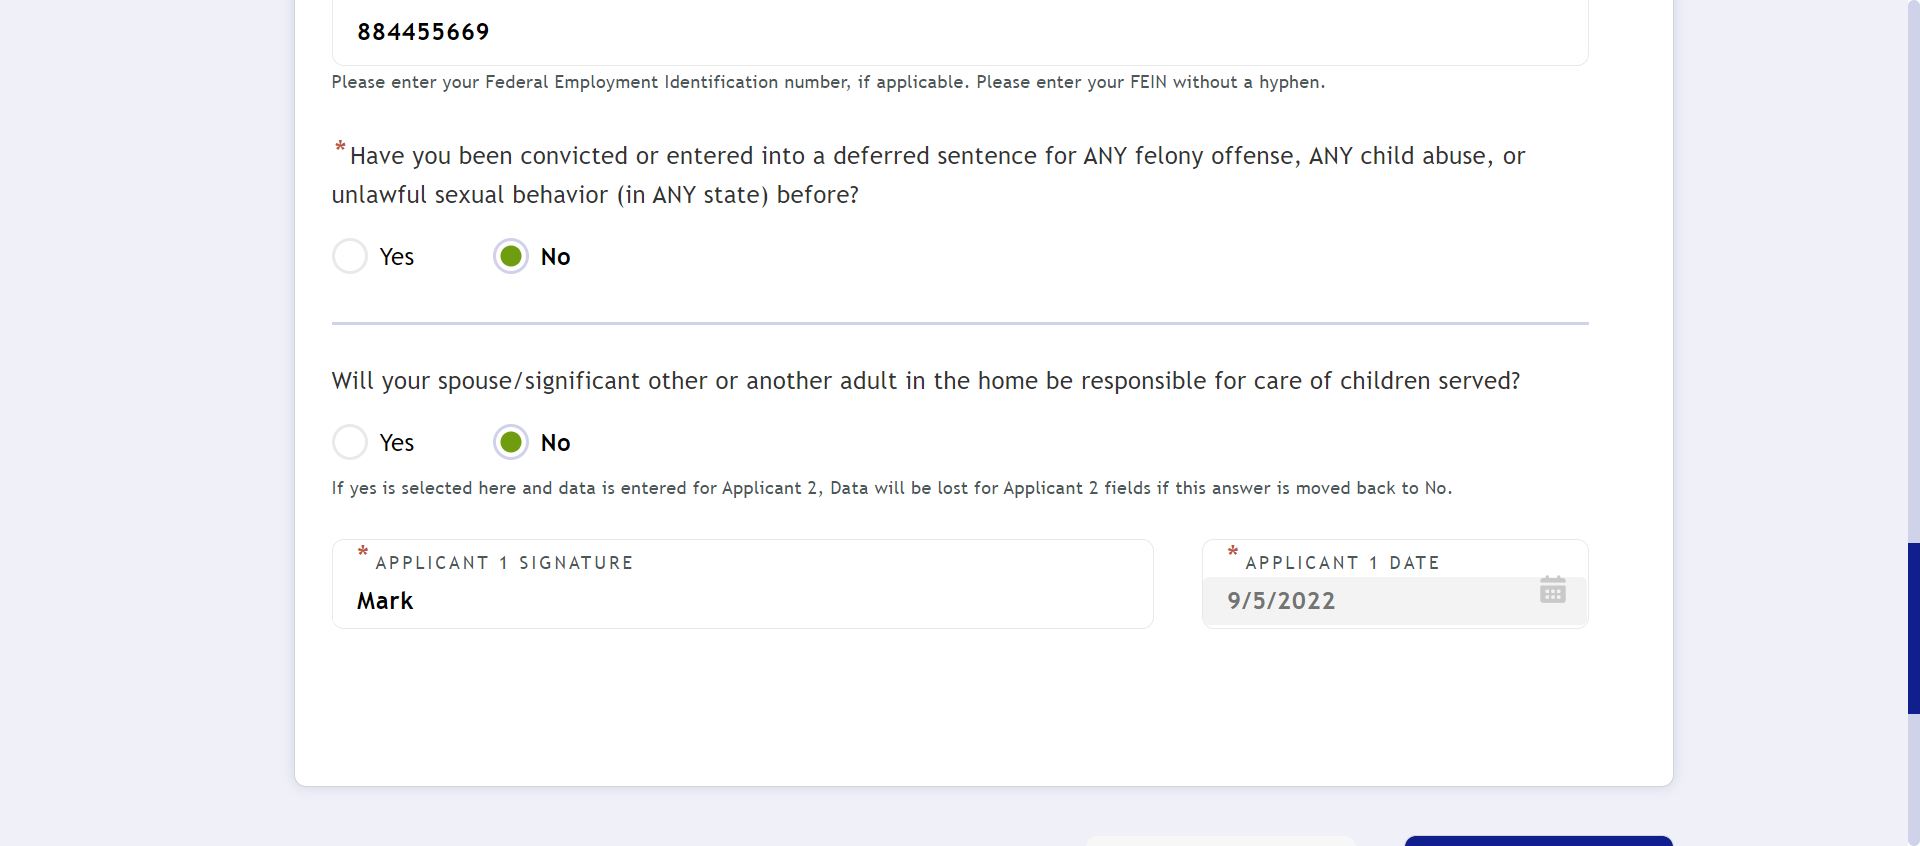 884455669
Please enter your Federal Employment Identification number, if applicable. Please enter your FEIN without a hyphen.
*Have you been convicted or entered into a deferred sentence for ANY felony offense, ANY child abuse, or
unlawful sexual behavior (in ANY state) before?
Yes No
Will your spouse/significant other or another adult in the home be responsible for care of children served?
Yes No
If yes is selected here and data is entered for Applicant 2, Data will be lost for Applicant 2 fields if this answer is moved back to No.
* APPLICANT 1 SIGNATURE
Mark
* APPLICANT 1 DATE
9/5/2022